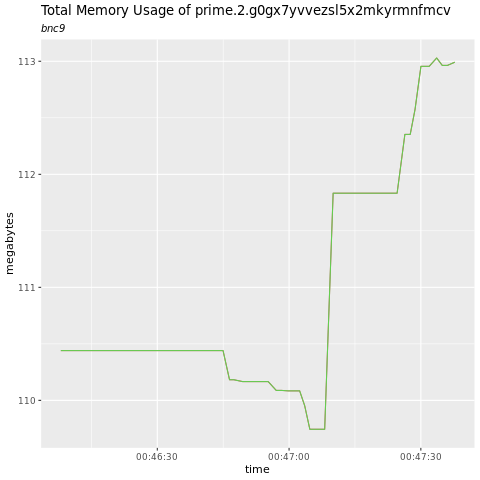 Total Memory Usage of prime.2.g0gx7yvvezsl5x2mkyrmnfmcv
bnc9
113
112
111
110
megabytes
00:46:30 00:47:00 00:47:30
time